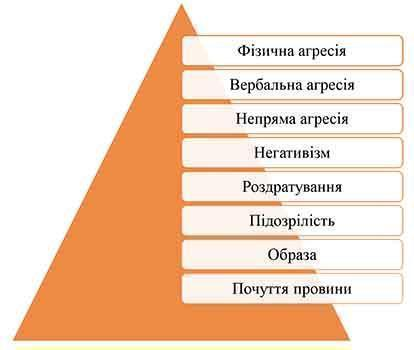 Фізична агресія
Вербальна агресія
Непряма агресія
Негативізм
Роздратування
Підозрілість
Образа
Почуття провини